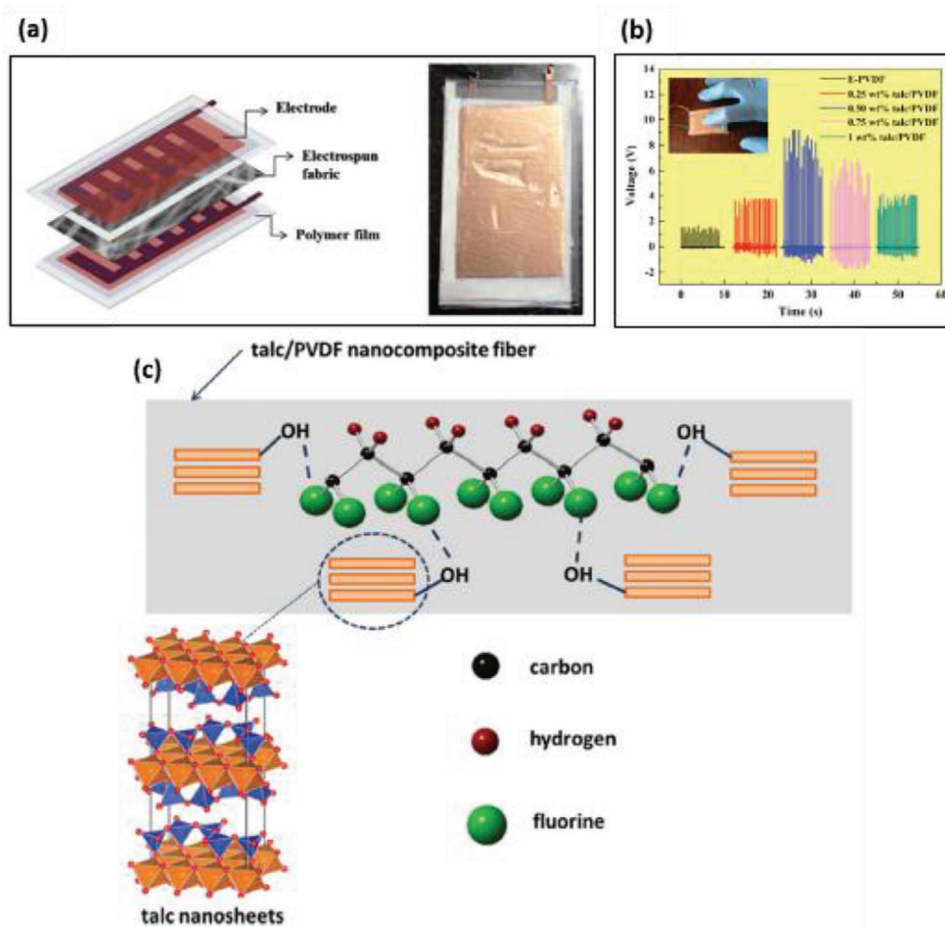 (a)
Electrode
Electrospun
fabric
Polymer film
(b)
14
12
10
8
6
4
2
0
-2
Voltage (V)
E-PVDF
0.25 wt% talc/PVDF
0.50 wt% talc/PVDF
0.75 wt% talc/PVDF
1 wt% talc/PVDF
0
10
20
30
40
50
60
Time (s)
talc/PVDF nanocomposite fiber
(c)
OH
OH
OH
OH
carbon
hydrogen
fluorine
talc nanosheets